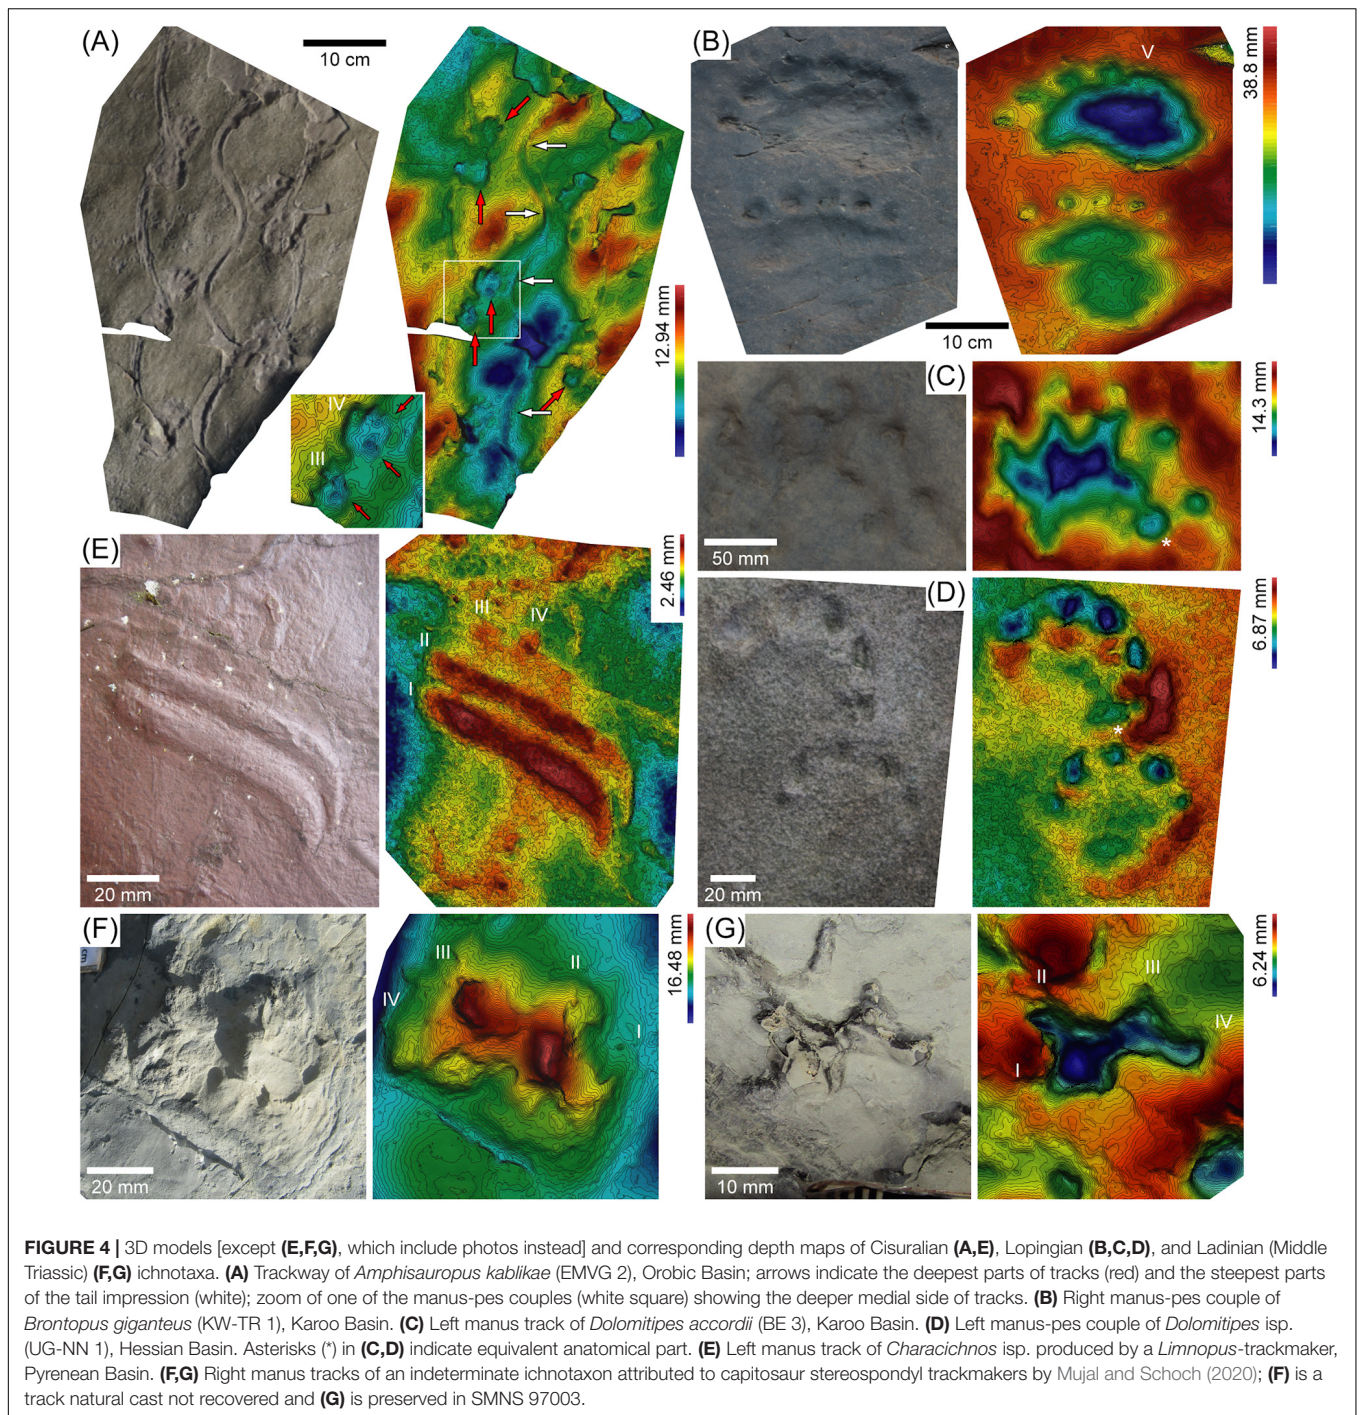 (A)
10 cm
12.94 mm
IV
III
(B)
V
38.8 mm
10 cm
(C)
14.3 mm
50 mm
*
(E)
2.46 mm
III
IV
II
I
20 mm
(D)
6.87 mm
*
20 mm
(F)
16.48 mm
III
II
IV
I
20 mm
(G)
6.24 mm
III
II
IV
I
10 mm
FIGURE 4 | 3D models [except (E,F,G), which include photos instead] and corresponding depth maps of Cisuralian (A,E), Lopingian (B,C,D), and Ladinian (Middle
Triassic) (F,G) ichnotaxa. (A) Trackway of Amphisauropus kablikae (EMVG 2), Orobic Basin; arrows indicate the deepest parts of tracks (red) and the steepest parts
of the tail impression (white); zoom of one of the manus-pes couples (white square) showing the deeper medial side of tracks. (B) Right manus-pes couple of
Brontopus giganteus (KW-TR 1), Karoo Basin. (C) Left manus track of Dolomitipes accordii (BE 3), Karoo Basin. (D) Left manus-pes couple of Dolomitipes isp.
(UG-NN 1), Hessian Basin. Asterisks (*) in (C,D) indicate equivalent anatomical part. (E) Left manus track of Characichnos isp. produced by a Limnopus-trackmaker,
Pyrenean Basin. (F,G) Right manus tracks of an indeterminate ichnotaxon attributed to capitosaur stereospondyl trackmakers by Mujal and Schoch (2020); (F) is a
track natural cast not recovered and (G) is preserved in SMNS 97003.